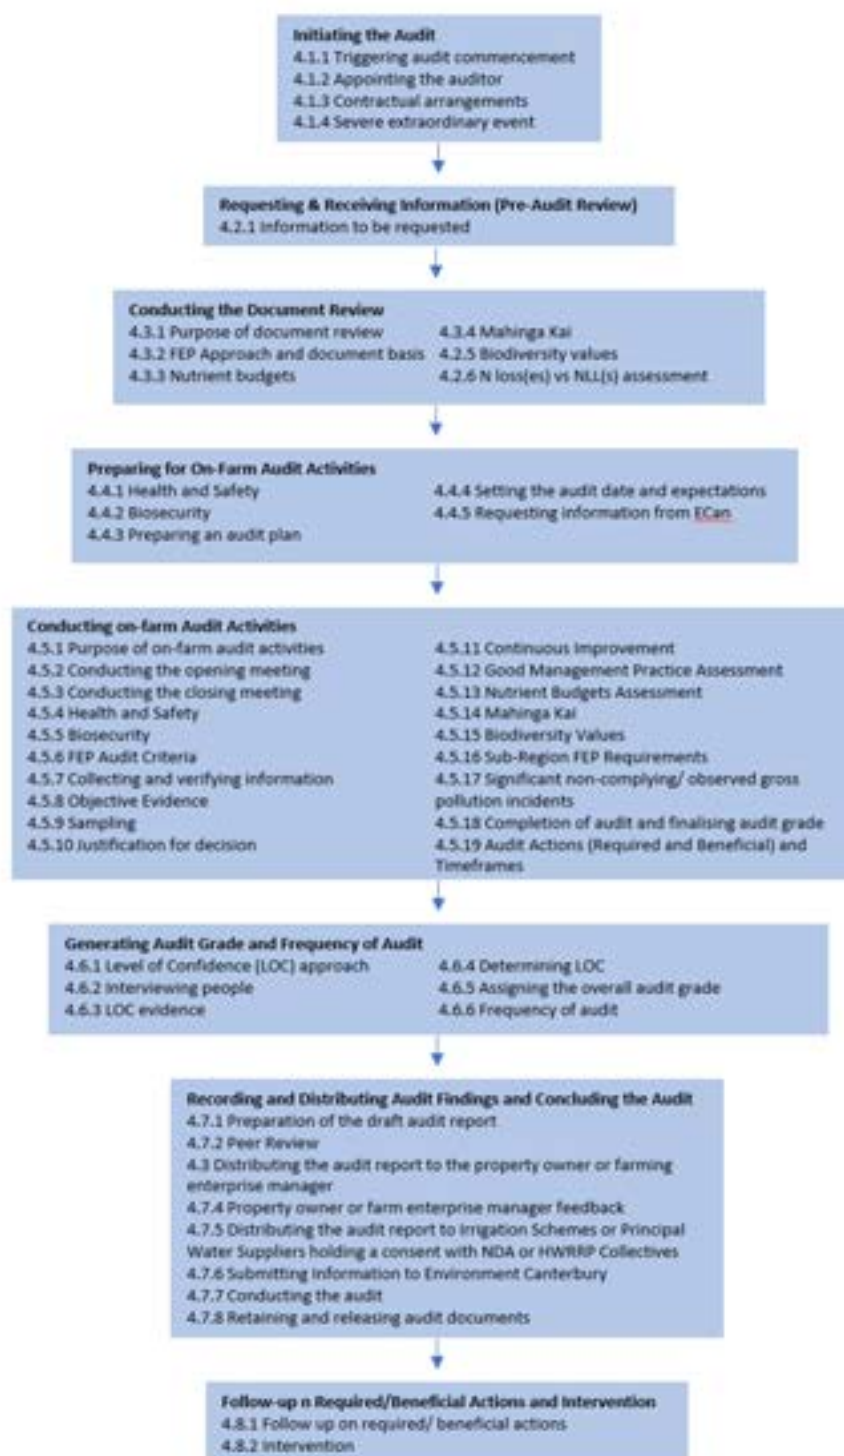 Initiating the Audit
4.1.1 Triggering audit commencement
4.1.2 Appointing the auditor
4.1.3 Contractual arrangements
4.1.4 Severe extraordinary event
Requesting & Receiving Information (Pre-Audit Review)
4.2.1 Information to be requested
Conducting the Document Review
4.3.1 Purpose of document review
4.3.2 FEP Approach and document basis
4.3.3 Nutrient budgets
4.3.4 Mahinga Kai
4.2.5 Biodiversity values
4.2.6 N loss(es) vs NLL(s) assessment
Preparing for On-Farm Audit Activities
4.4.1 Health and Safety
4.4.2 Biosecurity
4.4.3 Preparing an audit plan
4.4.4 Setting the audit date and expectations
4.4.5 Requesting information from ECan
Conducting on-farm Audit Activities
4.5.1 Purpose of on-farm audit activities
4.5.2 Conducting the opening meeting
4.5.3 Conducting the closing meeting
4.5.4 Health and Safety
4.5.5 Biosecurity
4.5.6 FEP Audit Criteria
4.5.7 Collecting and verifying information
4.5.8 Objective Evidence
4.5.9 Sampling
4.5.10 Justification for decision
4.5.11 Continuous Improvement
4.5.12 Good Management Practice Assessment
4.5.13 Nutrient Budgets Assessment
4.5.14 Mahinga Kai
4.5.15 Biodiversity Values
4.5.16 Sub-Region FEP Requirements
4.5.17 Significant non-complying/ observed gross
pollution incidents
4.5.18 Completion of audit and finalising audit grade
4.5.19 Audit Actions (Required and Beneficial) and
Timeframes
Generating Audit Grade and Frequency of Audit
4.6.1 Level of Confidence (LOC) approach
4.6.2 Interviewing people
4.6.3 LOC evidence
4.6.4 Determining LOC
4.6.5 Assigning the overall audit grade
4.6.6 Frequency of audit
Recording and Distributing Audit Findings and Concluding the Audit
4.7.1 Preparation of the draft audit report
4.7.2 Peer Review
4.3 Distributing the audit report to the property owner or farming
enterprise manager
4.7.4 Property owner or farm enterprise manager feedback
4.7.5 Distributing the audit report to Irrigation Schemes or Principal
Water Suppliers holding a consent with NDA or HWRRP Collectives
4.7.6 Submitting Information to Environment Canterbury
4.7.7 Conducting the audit
4.7.8 Retaining and releasing audit documents
Follow-up n Required/Beneficial Actions and Intervention
4.8.1 Follow up on required/ beneficial actions
4.8.2 Intervention